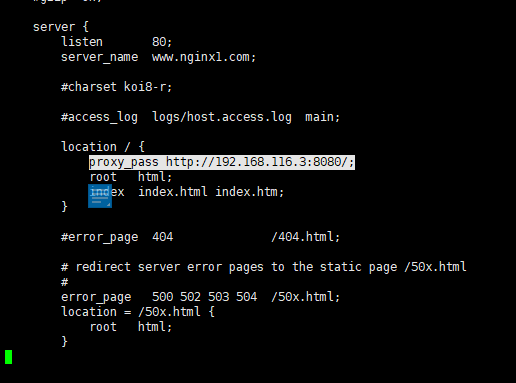 server {
listen 80;
server_name www.nginx1.com;
#charset koi8-r;
#access_log logs/host.access.log main;
location / {
proxy_pass http://192.168.116.3:8080/;
root html;
index index.html index.htm;
}
#error_page 404 /404.html;
# redirect server error pages to the static page /50x.html
#
error_page 500 502 503 504 /50x.html;
location = /50x.html {
root html;
}